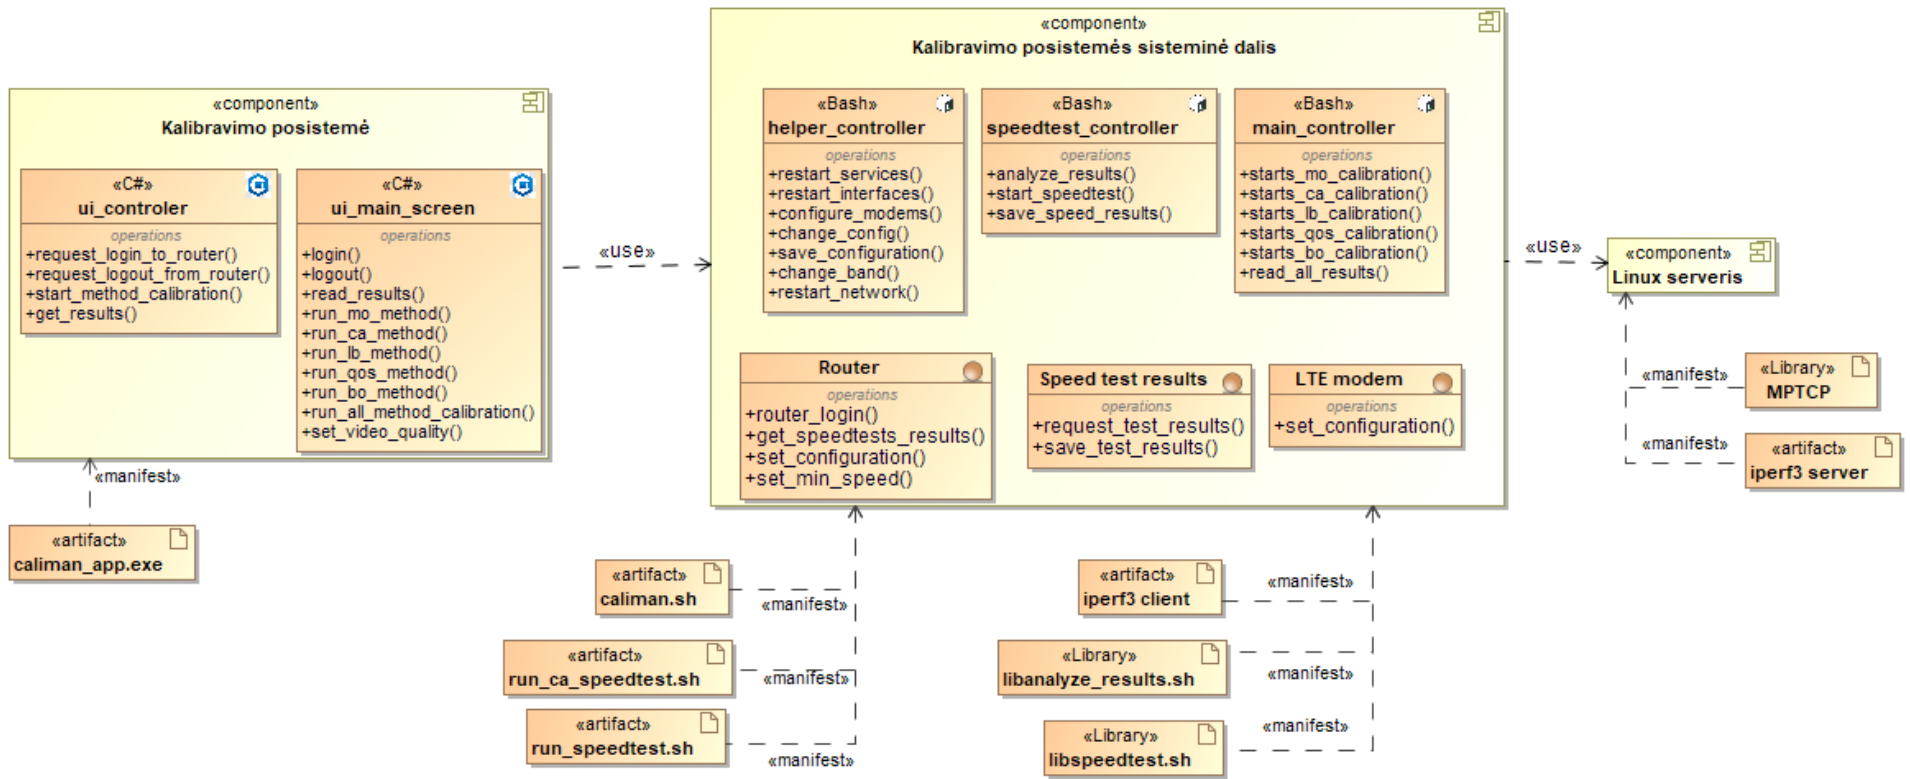 «component»
Kalibravimo posistemė
«C#»
ui_controler
operations
+request_login_to_router()
+request_logout_from_router()
+start_method_calibration()
+get_results()
«C#»
ui_main_screen
operations
+login()
+logout()
+read_results()
+run_mo_method()
+run_ca_method()
+run_lb_method()
+run_qos_method()
+run_bo_method()
+run_all_method_calibration()
+set_video_quality()
«manifest»
«artifact»
caliman_app.exe
«use»
«component»
Kalibravimo posistemės sisteminė dalis
«Bash»
helper_controller
operations
+restart_services()
+restart_interfaces()
+configure_modems()
+change_config()
+save_configuration()
+change_band()
+restart_network()
«Bash»
speedtest_controller
operations
+analyze_results()
+start_speedtest()
+save_speed_results()
«Bash»
main_controller
operations
+starts_mo_calibration()
+starts_ca_calibration()
+starts_lb_calibration()
+starts_qos_calibration()
+starts_bo_calibration()
+read_all_results()
Router
operations
+router_login()
+get_speedtests_results()
+set_configuration()
+set_min_speed()
Speed test results
operations
+request_test_results()
+save_test_results()
LTE modem
operations
+set_configuration()
«artifact»
caliman.sh
«manifest»
«artifact»
run_ca_speedtest.sh
«manifest»
«artifact»
run_speedtest.sh
«manifest»
«artifact»
iperf3 client
«manifest»
«Library»
libanalyze_results.sh
«manifest»
«Library»
libspeedtest.sh
«manifest»
«use»
«component»
Linux serveris
«manifest»
«Library»
MPTCP
«manifest»
«artifact»
iperf3 server